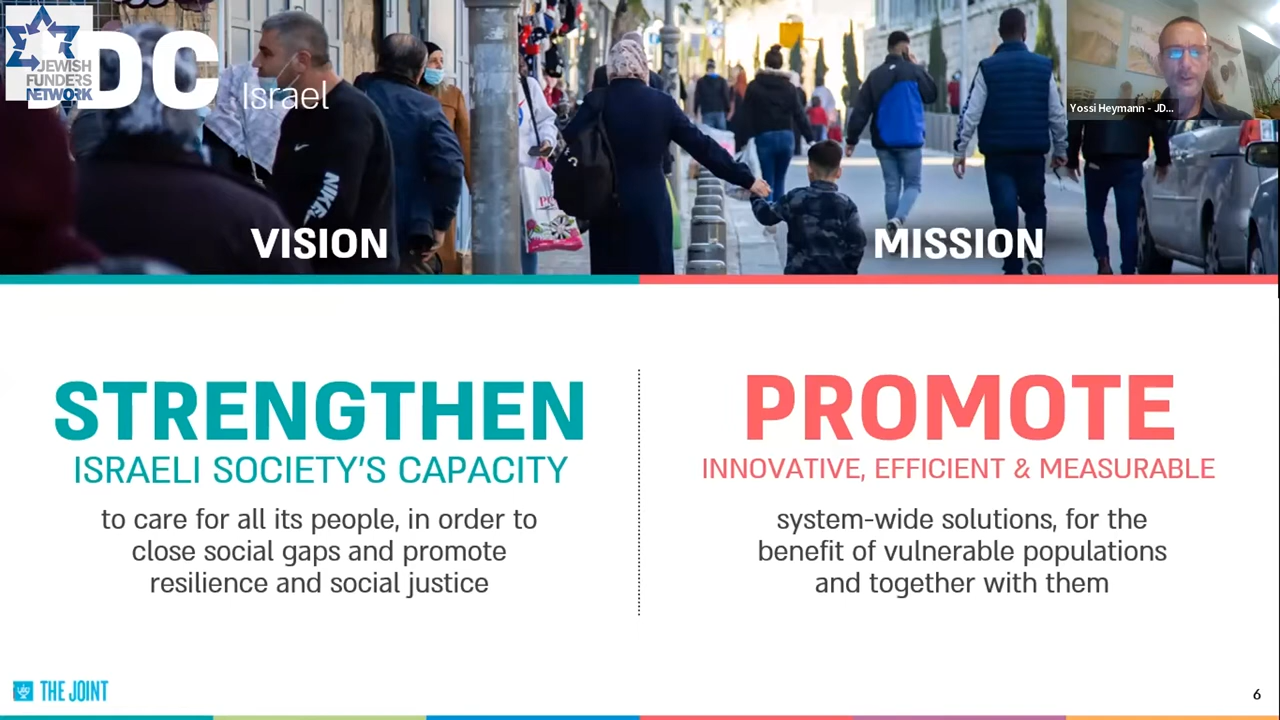 JEWISH
FUNDERS
NETWORK
DC
Israel
Yossi Heymann - JD...
NIKE
VISION
MISSION
STRENGTHEN
ISRAELI SOCIETY'S CAPACITY
to care for all its people, in order to
close social gaps and promote
resilience and social justice
PROMOTE
INNOVATIVE, EFFICIENT & MEASURABLE
system-wide solutions, for the
benefit of vulnerable populations
and together with them
THE JOINT
6